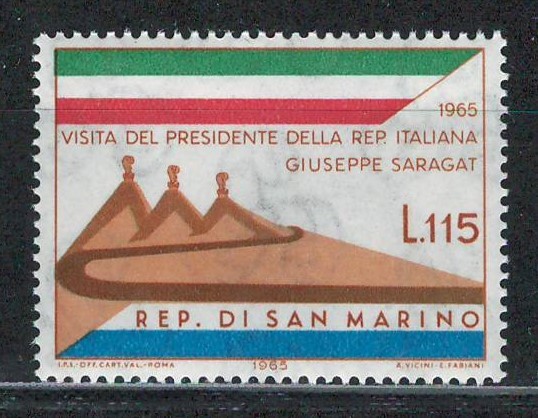 1965
VISITA DEL PRESIDENTE DELLA REP. ITALIANA
GIUSEPPE SARAGAT
L.115
REP. DI SAN MARINO
I.P.S.-OFF.CART.VAL.-ROMA 1965 A.VICINI-E.FABIANI